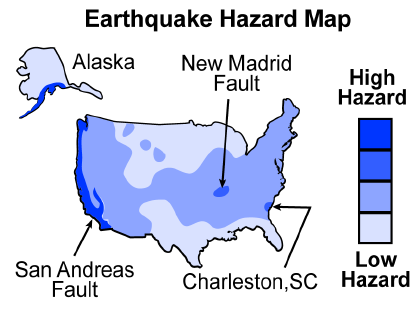 Earthquake Hazard Map
Alaska
New Madrid
Fault
High
Hazard
San Andreas
Fault
Charleston,SC
Low
Hazard